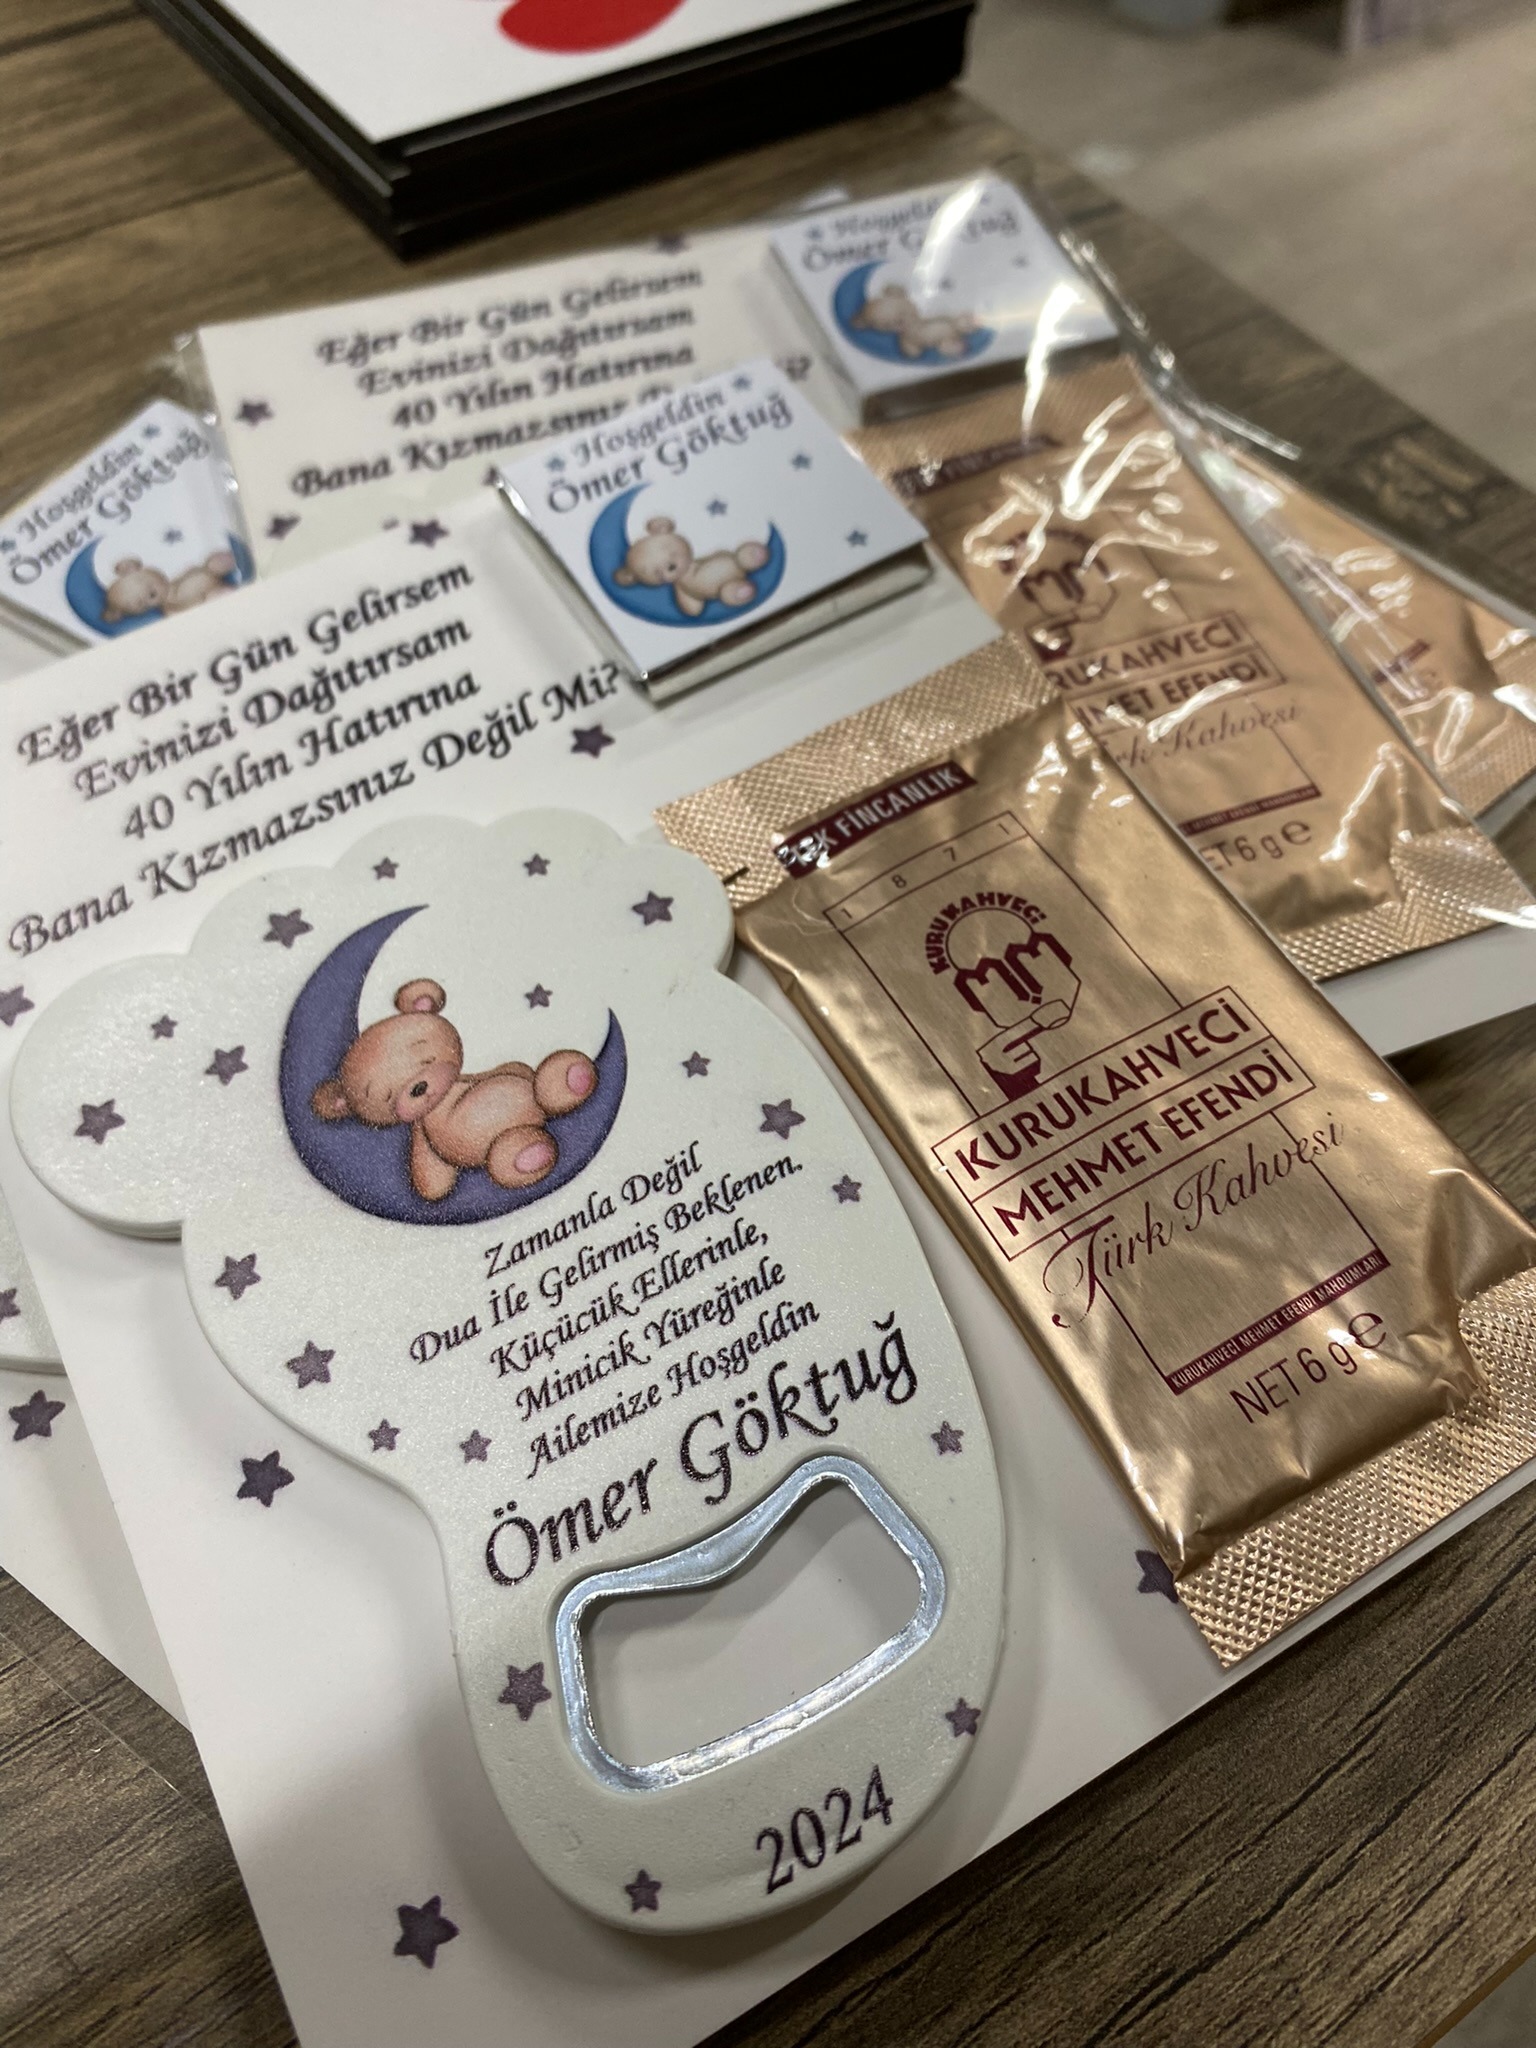 Hoşgeldin
Ömer Göktuğ
Eğer Bir Gün Gelirsem
Evinizi Dağıtırsam
40 Yılın Hatırına
Bana Kızmazsınız
Hoşgeldin
Ömer Göktuğ
Hoşgeldin
Ömer Göktuğ
Eğer Bir Gün Gelirsem
Evinizi Dağıtırsam
40 Yılın Hatırına
Bana Kızmazsınız Değil Mi?
Zamanla Değil
Dua İle Gelirmiş Beklenen.
Küçücük Ellerinle,
Minicik Yüreğinle
Ailemize Hoşgeldin
Ömer Göktuğ
2024
FİNCANLIK
1 8 7 1
KURUKAHVECİ
MM
KURUKAHVECİ
MEHMET EFENDİ
Türk Kahvesi
KURUKAHVECİ MEHMET EFENDİ MAHDUMLARI
NET 6 g e
EFENDİ
Kahvesi
6 g e